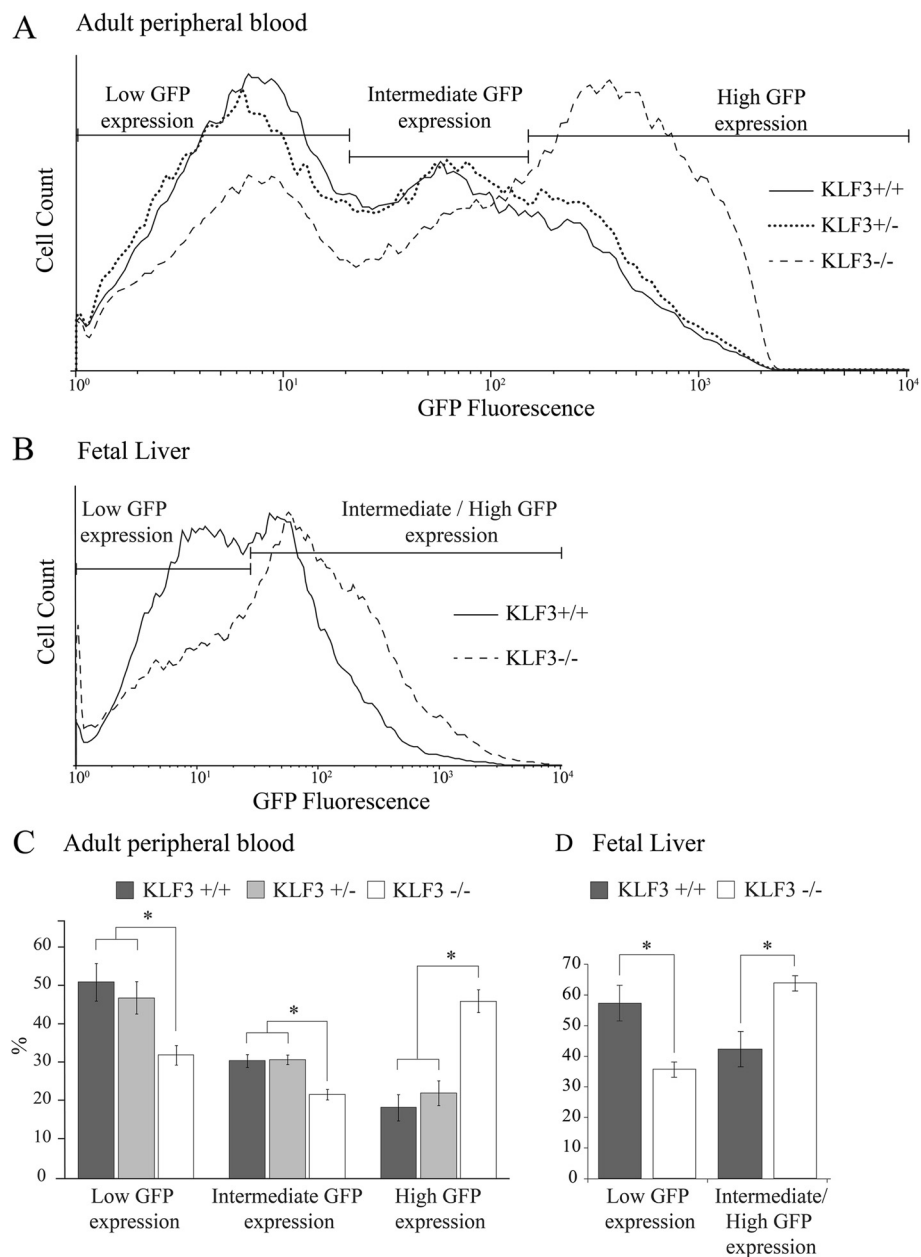 A Adult peripheral blood
Low GFP
expression
Intermediate GFP
expression
High GFP
expression
KLF3+/+
KLF3+/-
KLF3-/-
Cell Count
10⁰ 10¹ 10² 10³ 10⁴
GFP Fluorescence
B Fetal Liver
Low GFP
expression
Intermediate / High GFP
expression
KLF3+/+
KLF3-/-
Cell Count
10⁰ 10¹ 10² 10³ 10⁴
GFP Fluorescence
C Adult peripheral blood
KLF3 +/+ KLF3 +/- KLF3 -/-
60
50
40
30
20
10
0
%
* * *
Low GFP
expression
Intermediate GFP
expression
High GFP
expression
D Fetal Liver
KLF3 +/+ KLF3 -/-
70
60
50
40
30
20
10
0
* *
Low GFP
expression
Intermediate/
High GFP
expression